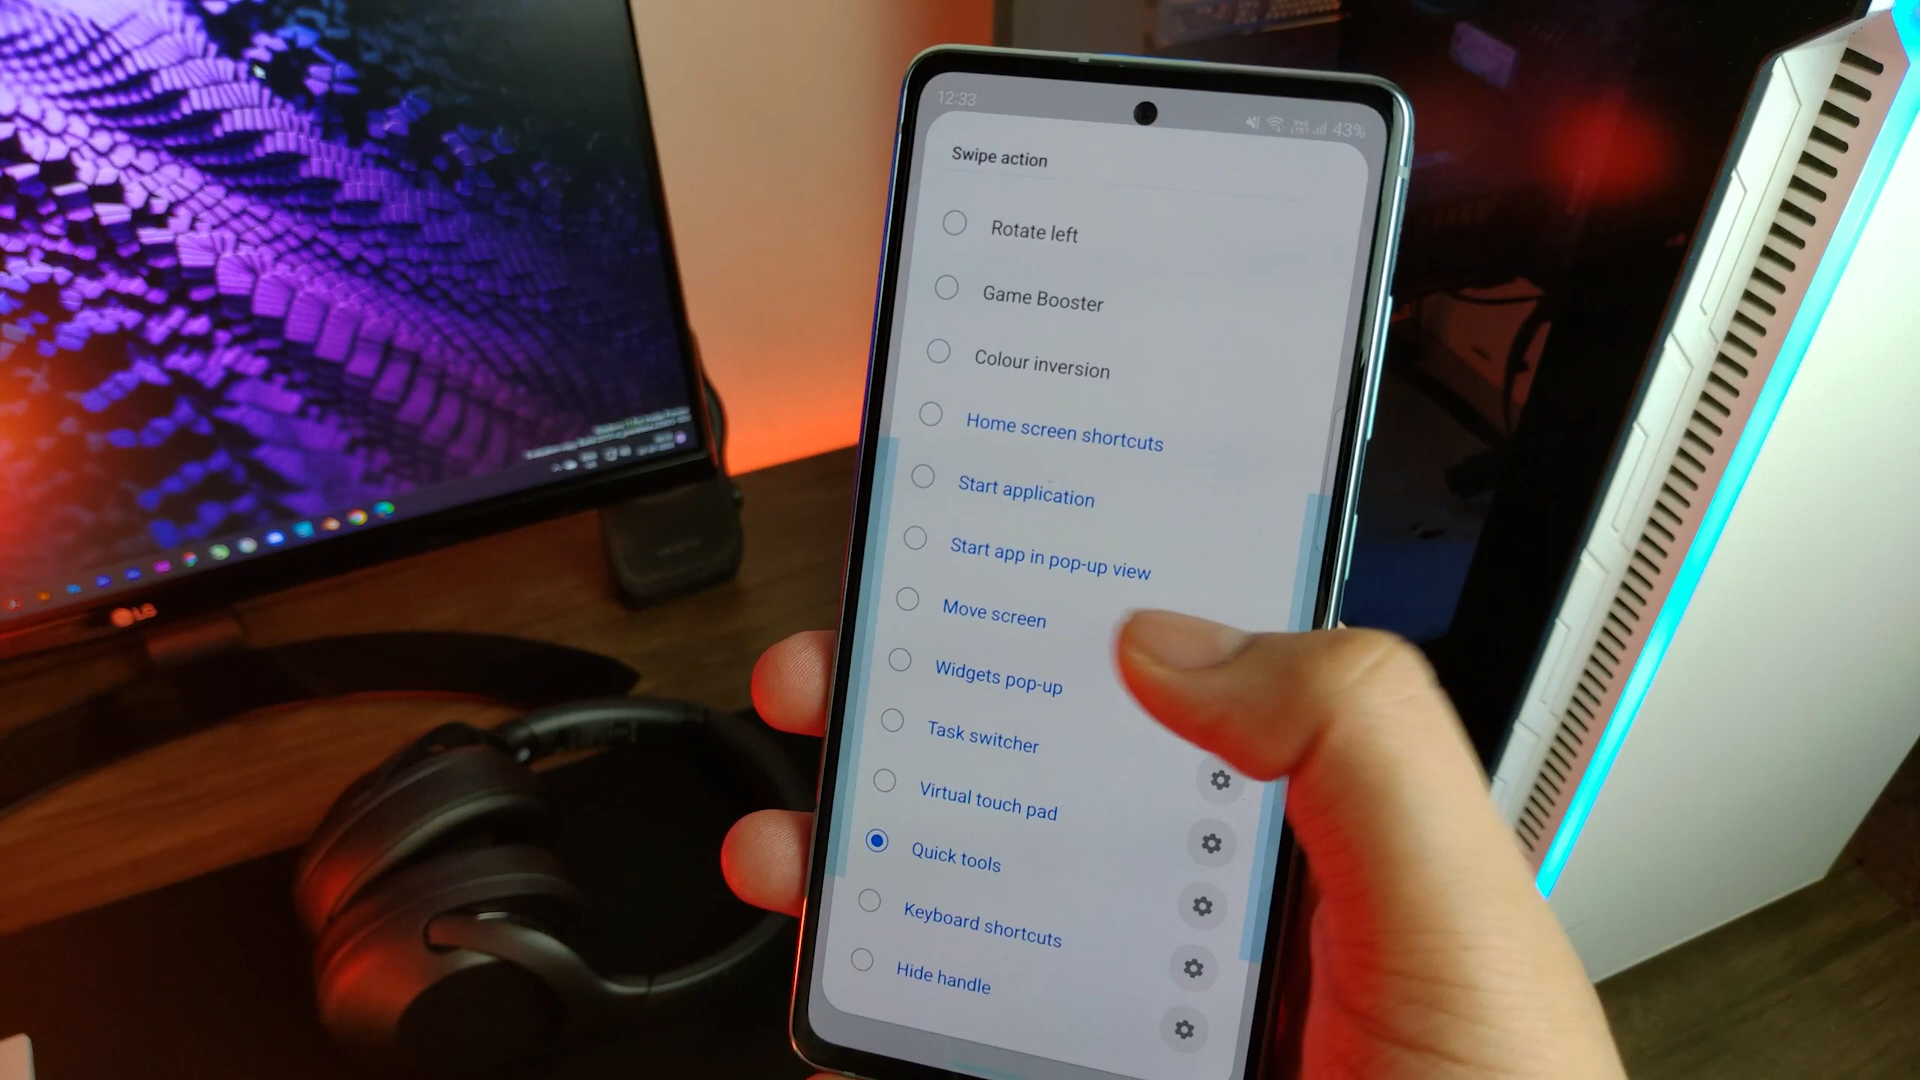 12:33
43%
Swipe action
Rotate left
Game Booster
Colour inversion
Home screen shortcuts
Start application
Start app in pop-up view
Move screen
Widgets pop-up
Task switcher
Virtual touch pad
Quick tools
Keyboard shortcuts
Hide handle
LG